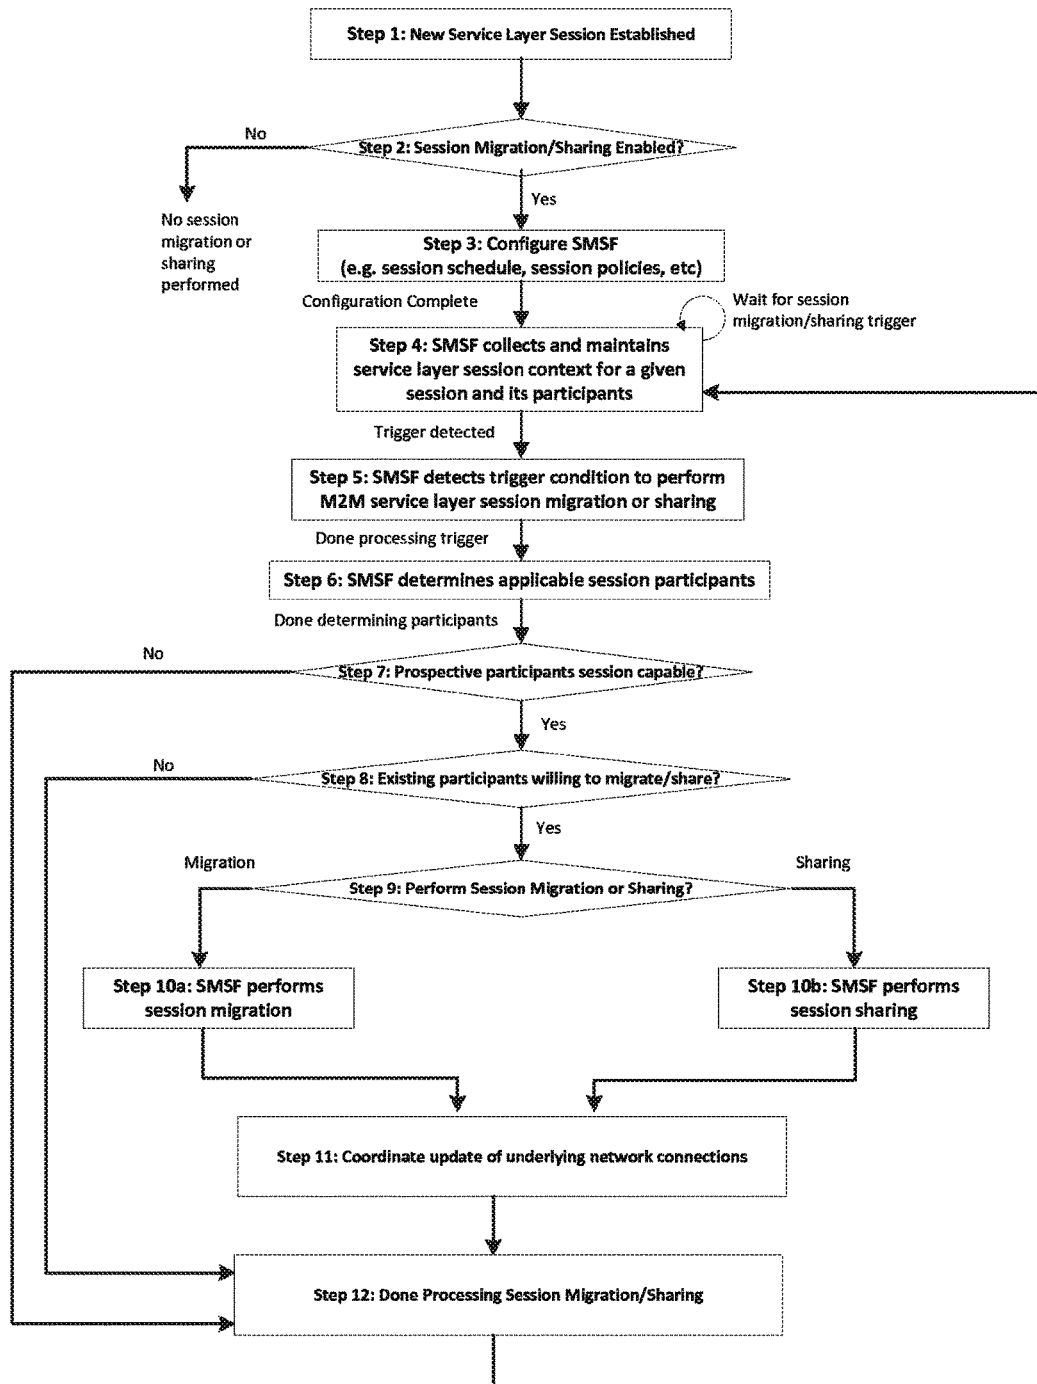 Step 1: New Service Layer Session Established
No
Step 2: Session Migration/Sharing Enabled?
Yes
No session
migration or
sharing
performed
Step 3: Configure SMSF
(e.g. session schedule, session policies, etc)
Configuration Complete
Wait for session
migration/sharing trigger
Step 4: SMSF collects and maintains
service layer session context for a given
session and its participants
Trigger detected
Step 5: SMSF detects trigger condition to perform
M2M service layer session migration or sharing
Done processing trigger
Step 6: SMSF determines applicable session participants
Done determining participants
No
Step 7: Prospective participants session capable?
Yes
No
Step 8: Existing participants willing to migrate/share?
Yes
Migration
Sharing
Step 9: Perform Session Migration or Sharing?
Step 10a: SMSF performs
session migration
Step 10b: SMSF performs
session sharing
Step 11: Coordinate update of underlying network connections
Step 12: Done Processing Session Migration/Sharing